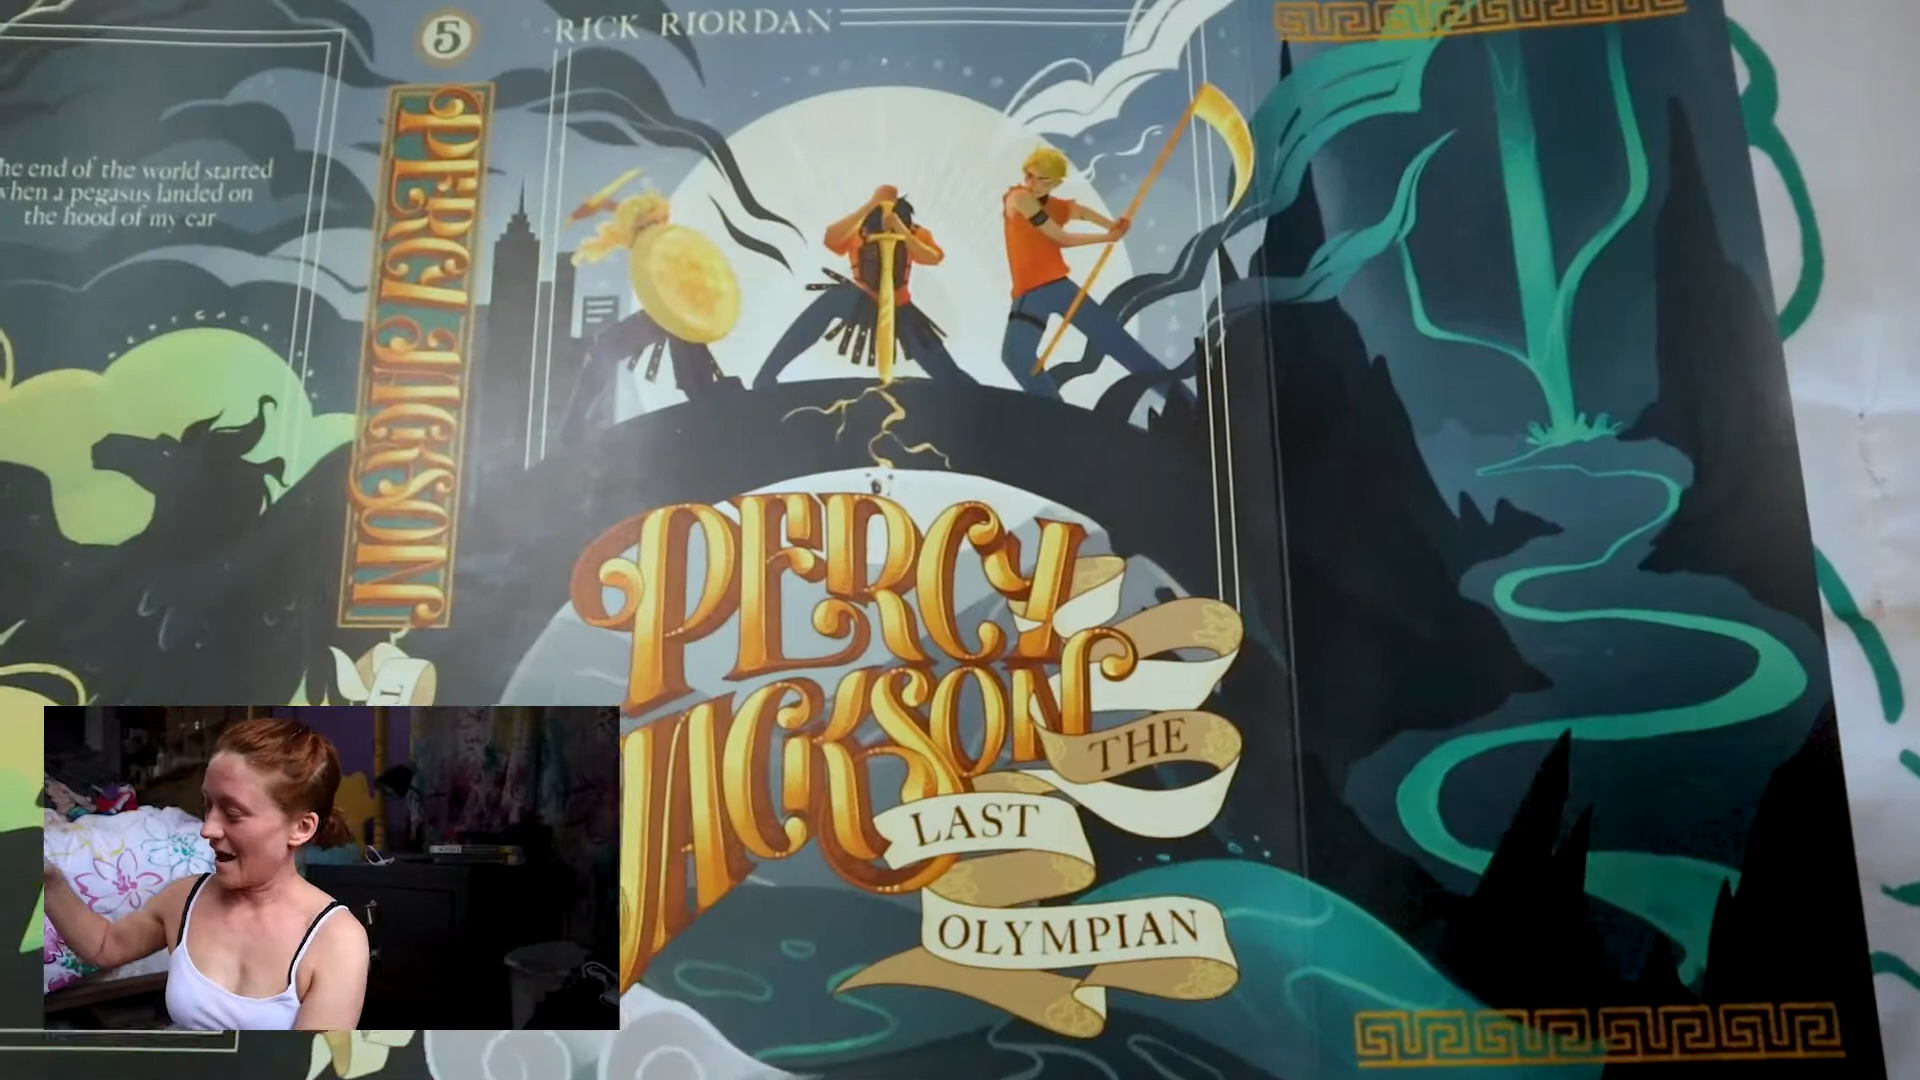 he end of the world started
when a pegasus landed on
the hood of my car
5
PERCY JACKSON
T
RICK RIORDAN
PERCY
JACKSON
THE
LAST
OLYMPIAN